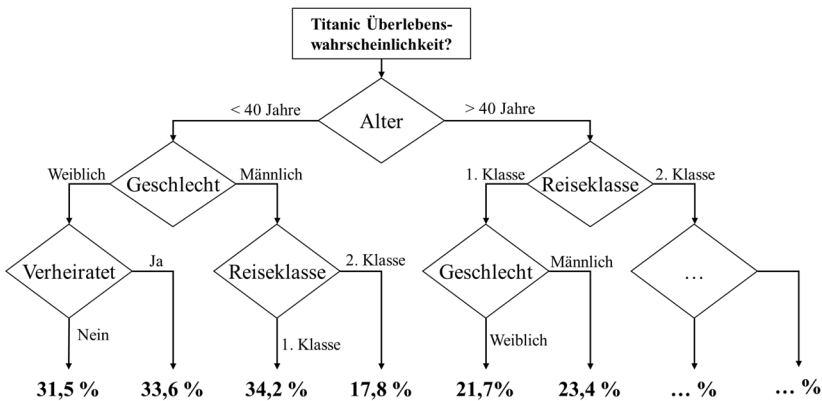 Titanic Überlebens-
wahrscheinlichkeit?
< 40 Jahre
Alter
> 40 Jahre
Weiblich
Geschlecht
Männlich
1. Klasse
Reiseklasse
2. Klasse
Verheiratet
Ja
Reiseklasse
2. Klasse
Geschlecht
Männlich
…
Nein
1. Klasse
Weiblich
31,5 %
33,6 %
34,2 %
17,8 %
21,7%
23,4 %
… %
… %